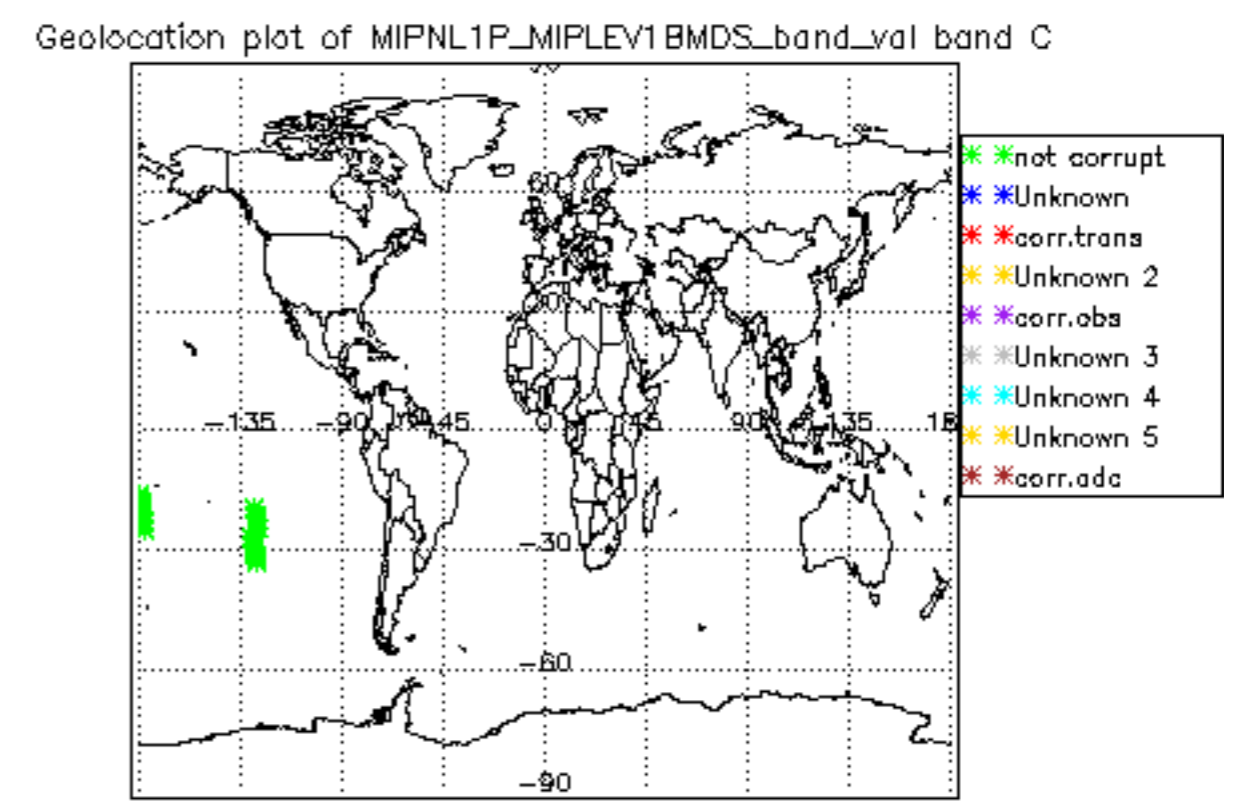 Geolocation plot of MIPNL1P_MIPLEV1BMDS_band_val band C
not corrupt
Unknown
corr.trans
Unknown 2
corr.obs
Unknown 3
Unknown 4
Unknown 5
corr.adc
60
-135 -90 -45 0 45 90 135
-30
-60
-90